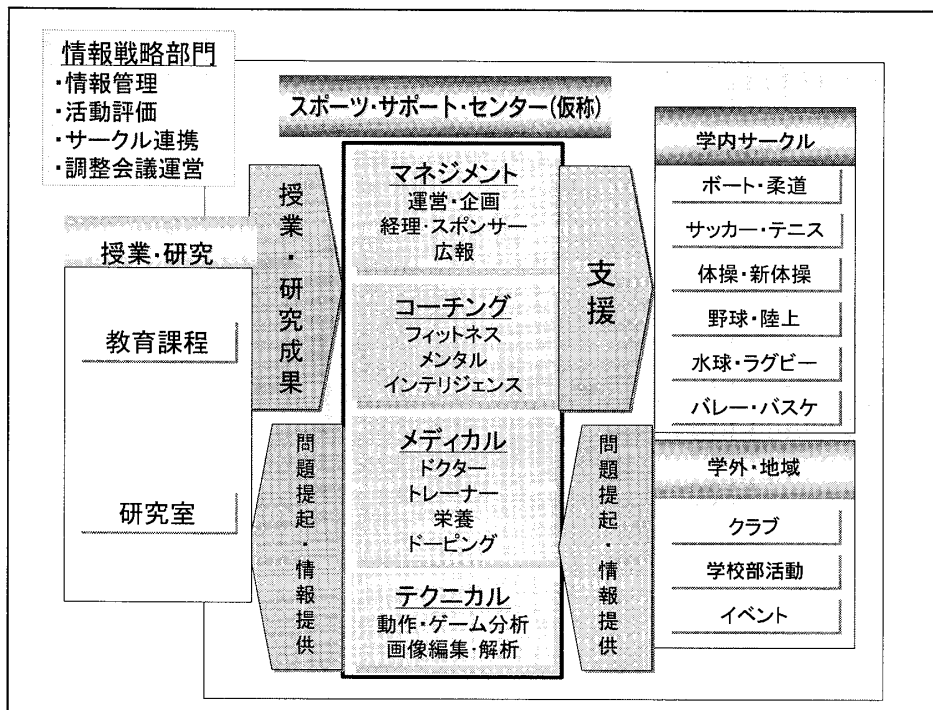 情報戦略部門
・情報管理
・活動評価
・サークル連携
・調整会議運営
スポーツ・サポート・センター(仮称)
授業・研究
教育課程
研究室
授業・研究成果
問題提起・情報提供
マネジメント
運営・企画
経理・スポンサー
広報
コーチング
フィットネス
メンタル
インテリジェンス
メディカル
ドクター
トレーナー
栄養
ドーピング
テクニカル
動作・ゲーム分析
画像編集・解析
支援
問題提起・情報提供
学内サークル
ボート・柔道
サッカー・テニス
体操・新体操
野球・陸上
水球・ラグビー
バレー・バスケ
学外・地域
クラブ
学校部活動
イベント